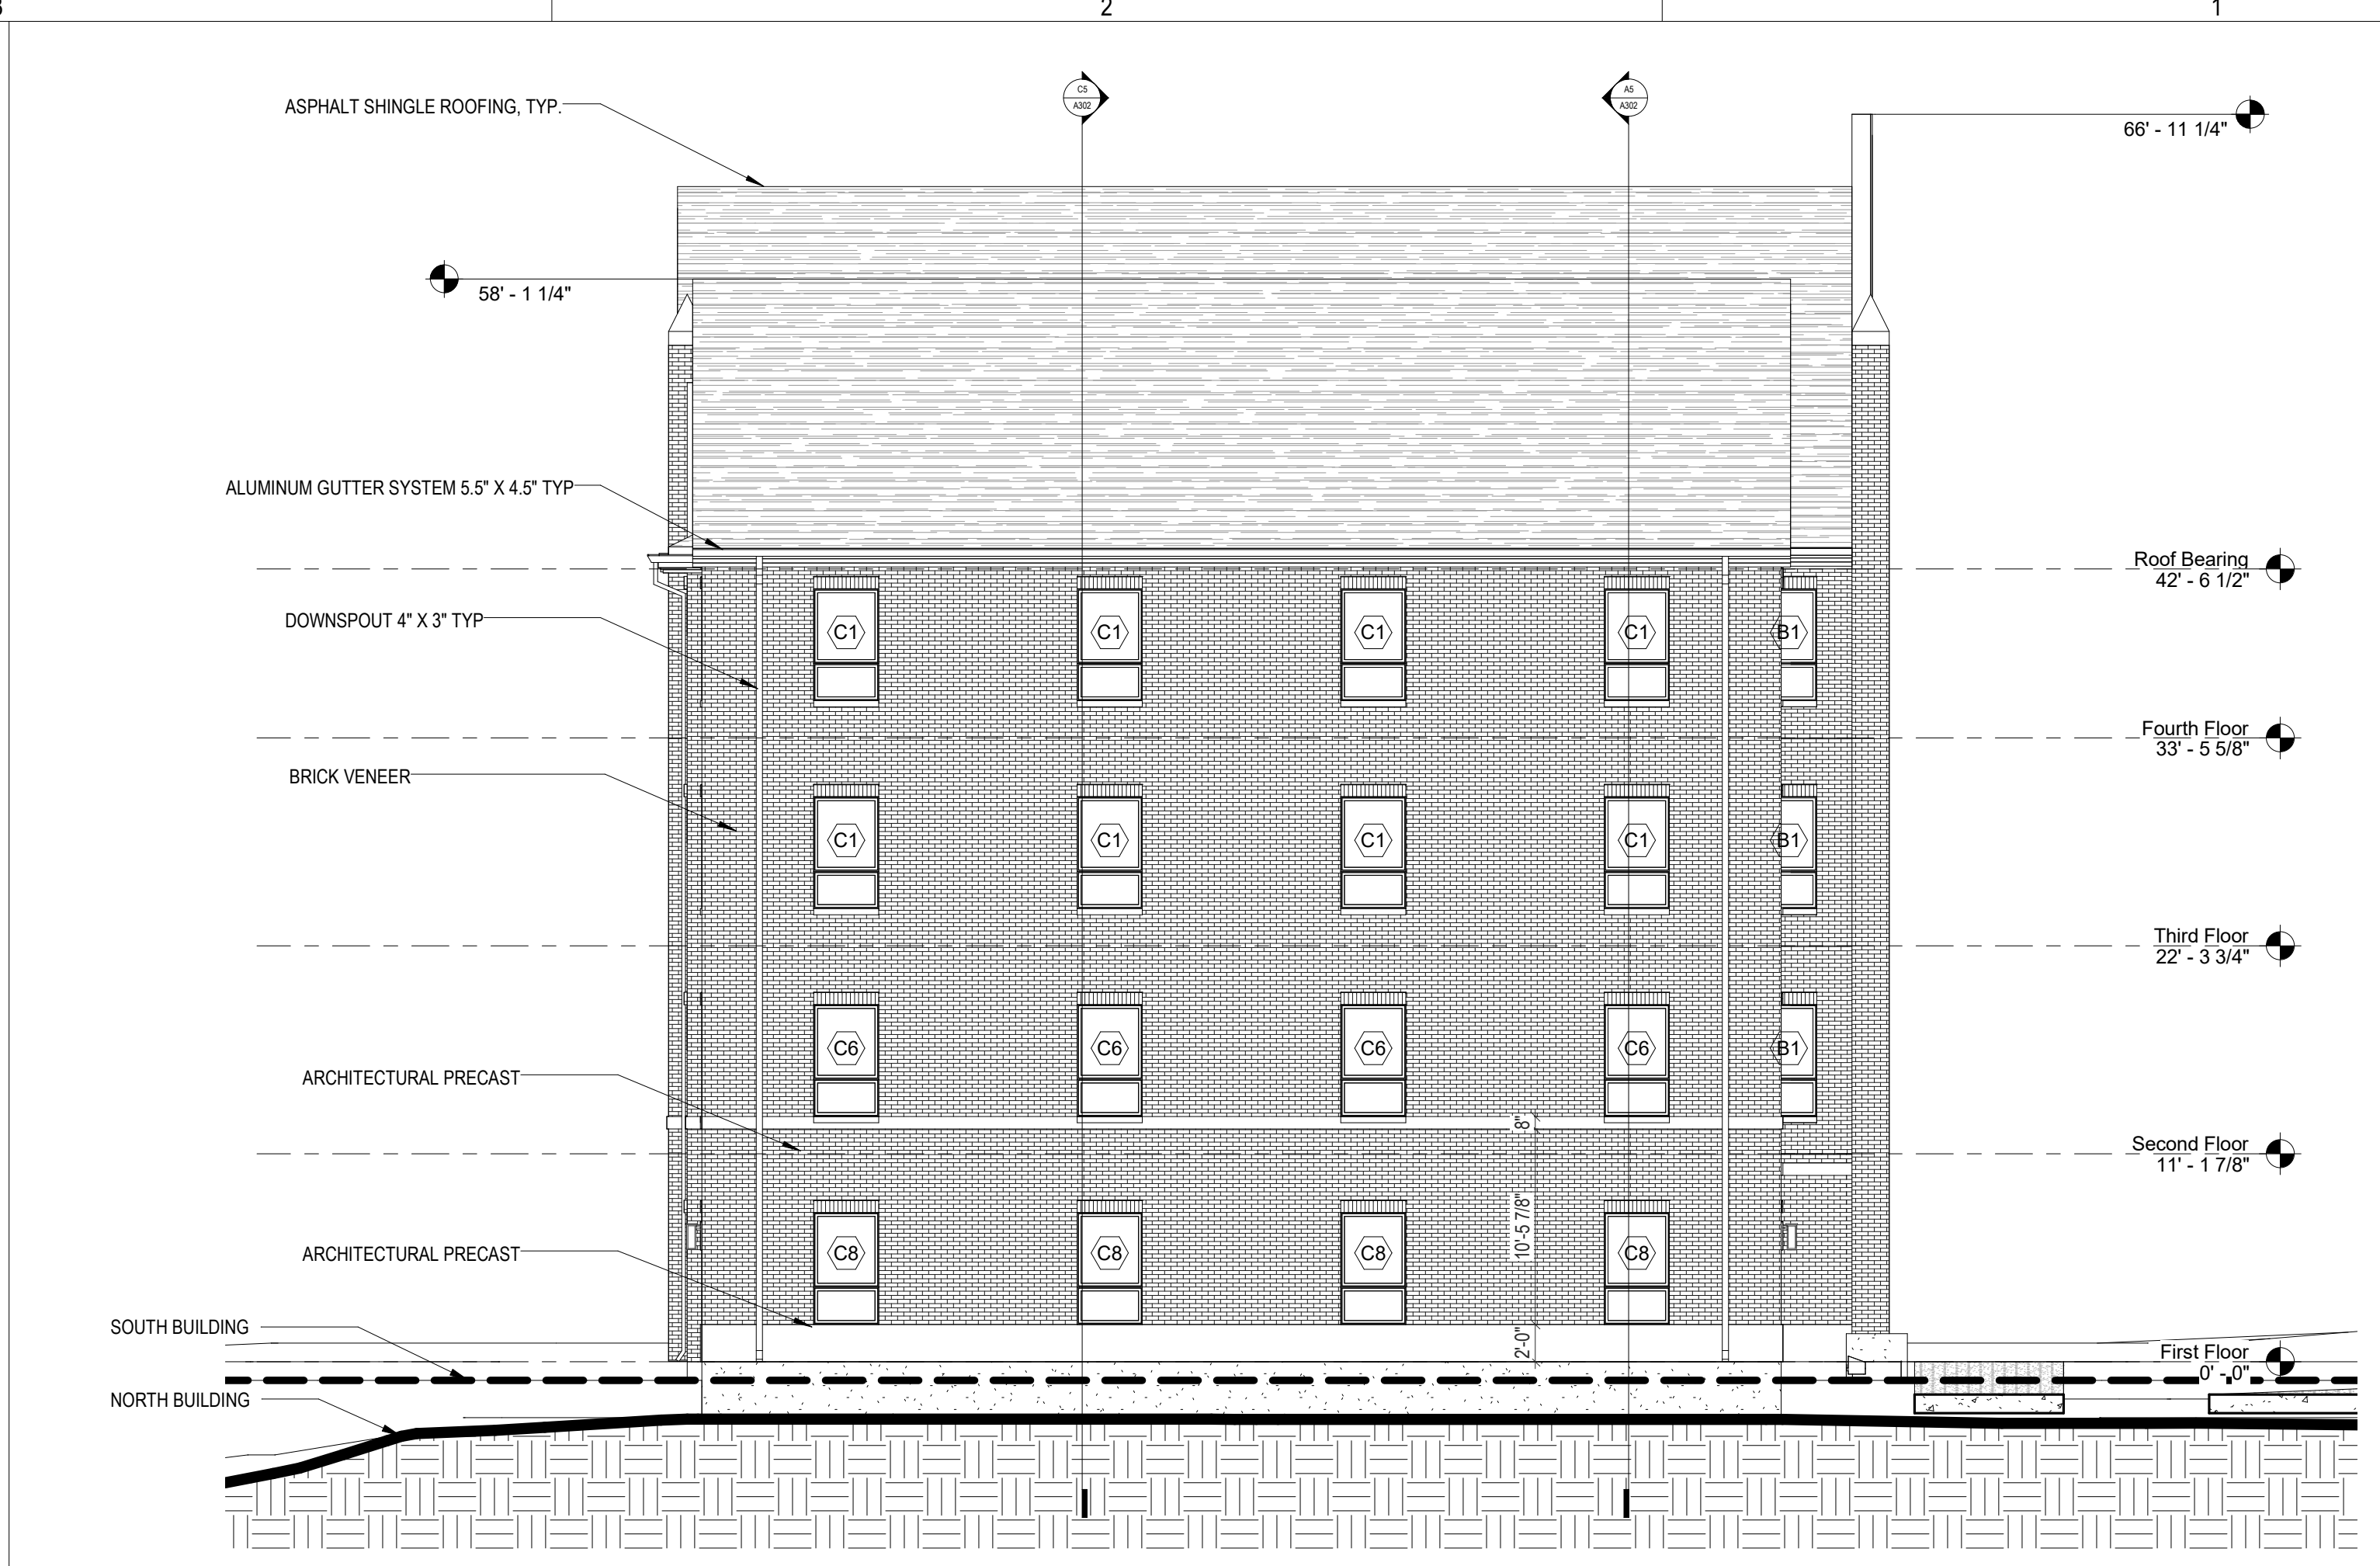 3
2
1
C5
A302
A5
A302
ASPHALT SHINGLE ROOFING, TYP.
66' - 11 1/4"
58' - 1 1/4"
ALUMINUM GUTTER SYSTEM 5.5" X 4.5" TYP
Roof Bearing
42' - 6 1/2"
DOWNSPOUT 4" X 3" TYP
C1
C1
C1
C1
B1
Fourth Floor
33' - 5 5/8"
BRICK VENEER
C1
C1
C1
C1
B1
Third Floor
22' - 3 3/4"
C6
C6
C6
C6
B1
ARCHITECTURAL PRECAST
8"
Second Floor
11' - 1 7/8"
10'-5 7/8"
C8
C8
C8
C8
ARCHITECTURAL PRECAST
SOUTH BUILDING
2'-0"
First Floor
0' - 0"
NORTH BUILDING